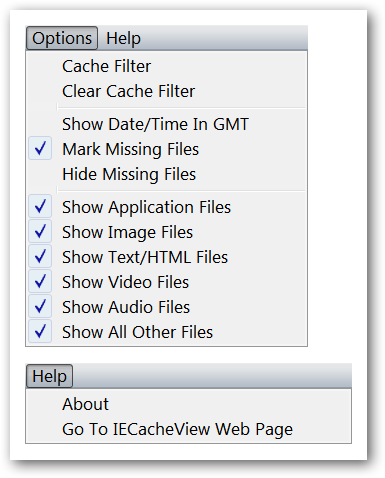 Options Help
Cache Filter
Clear Cache Filter
Show Date/Time In GMT
Mark Missing Files
Hide Missing Files
Show Application Files
Show Image Files
Show Text/HTML Files
Show Video Files
Show Audio Files
Show All Other Files
Help
About
Go To IECacheView Web Page